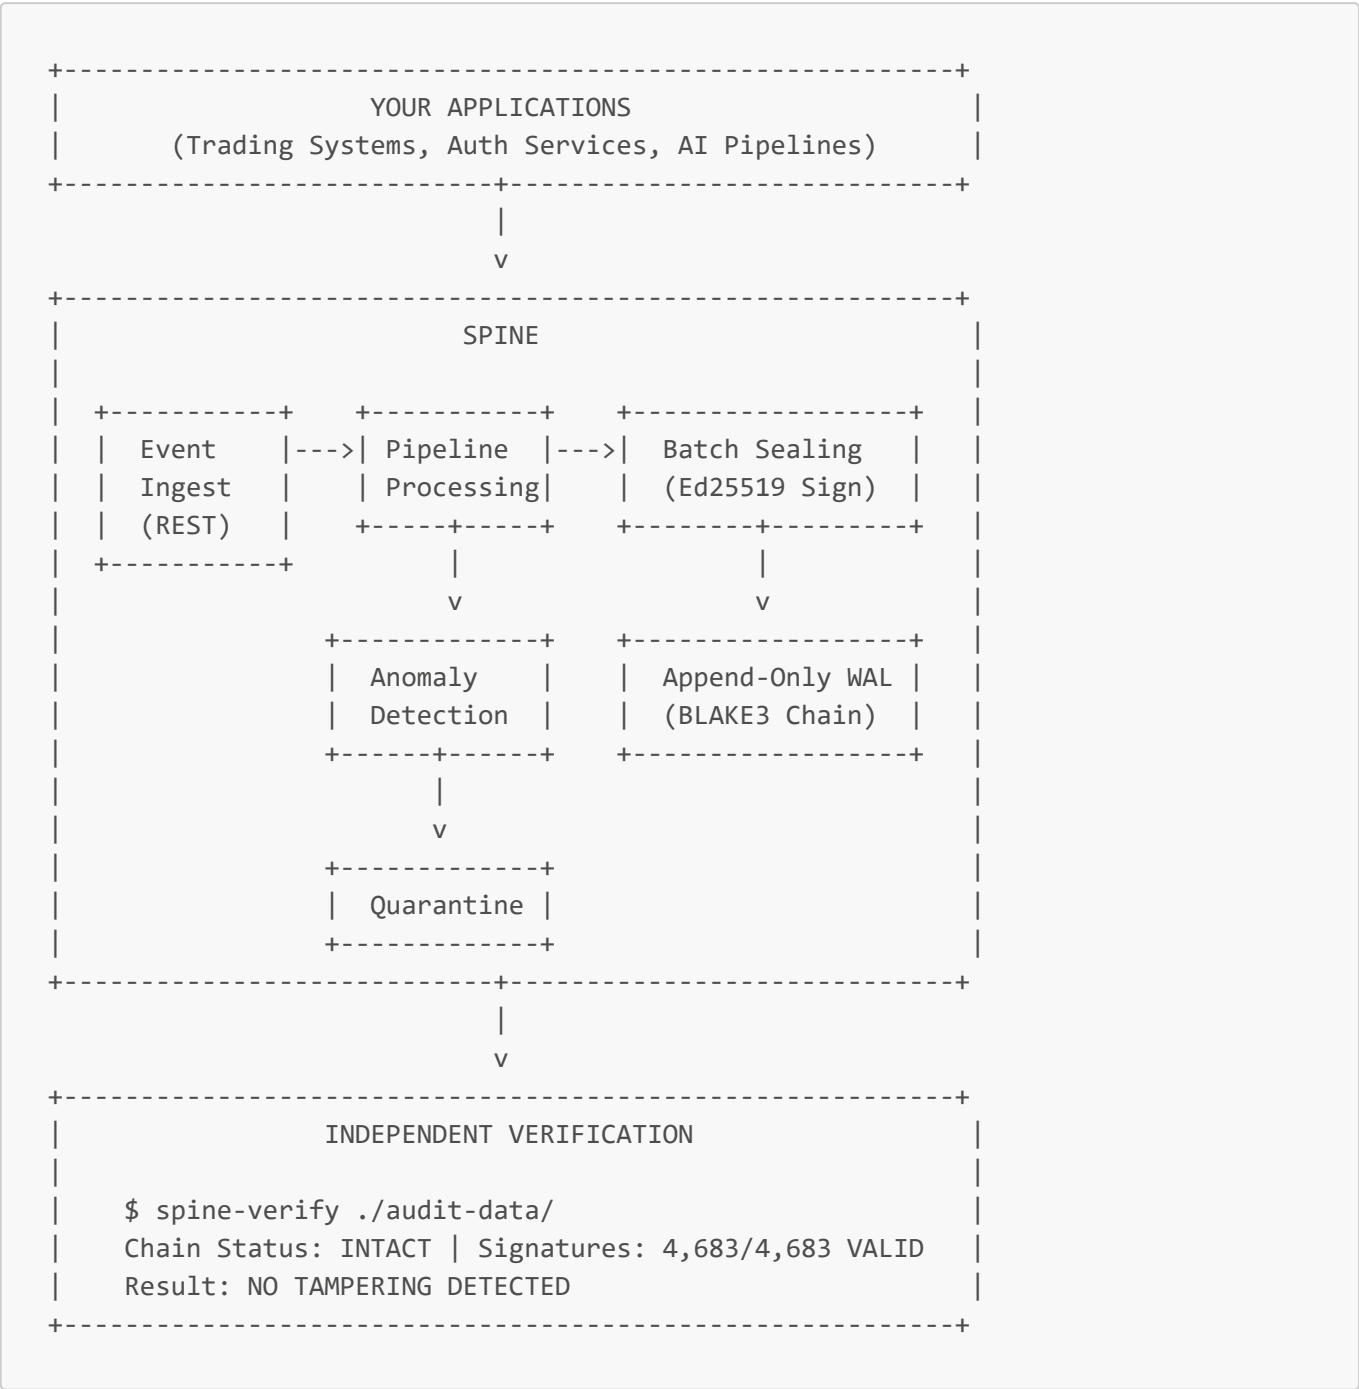 YOUR APPLICATIONS
(Trading Systems, Auth Services, AI Pipelines)
SPINE
Event
Ingest
(REST)
Pipeline
Processing
Batch Sealing
(Ed25519 Sign)
Anomaly
Detection
Append-Only WAL
(BLAKE3 Chain)
Quarantine
INDEPENDENT VERIFICATION
$ spine-verify ./audit-data/
Chain Status: INTACT | Signatures: 4,683/4,683 VALID
Result: NO TAMPERING DETECTED